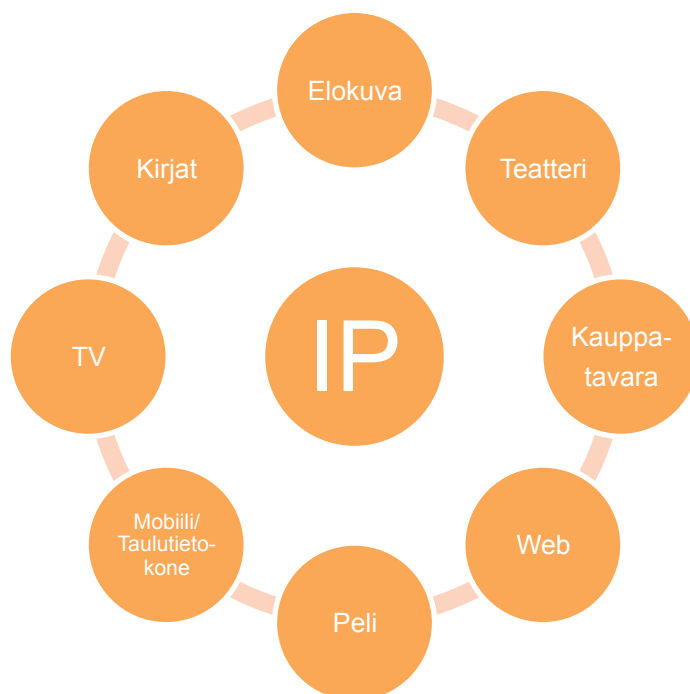 Elokuva
Teatteri
Kauppa-
tavara
Web
Peli
Mobiili/
Taulutieto-
kone
TV
Kirjat
IP